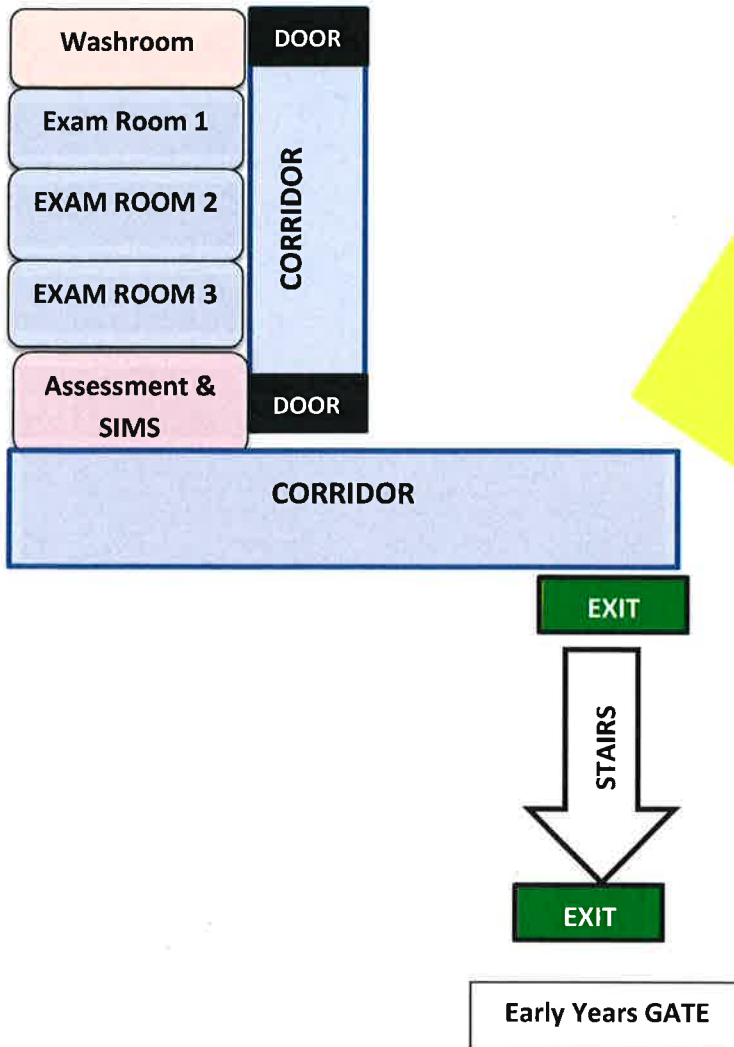 Washroom
DOOR
Exam Room 1
EXAM ROOM 2
EXAM ROOM 3
CORRIDOR
Assessment &
SIMS
DOOR
CORRIDOR
EXIT
STAIRS
EXIT
Early Years GATE